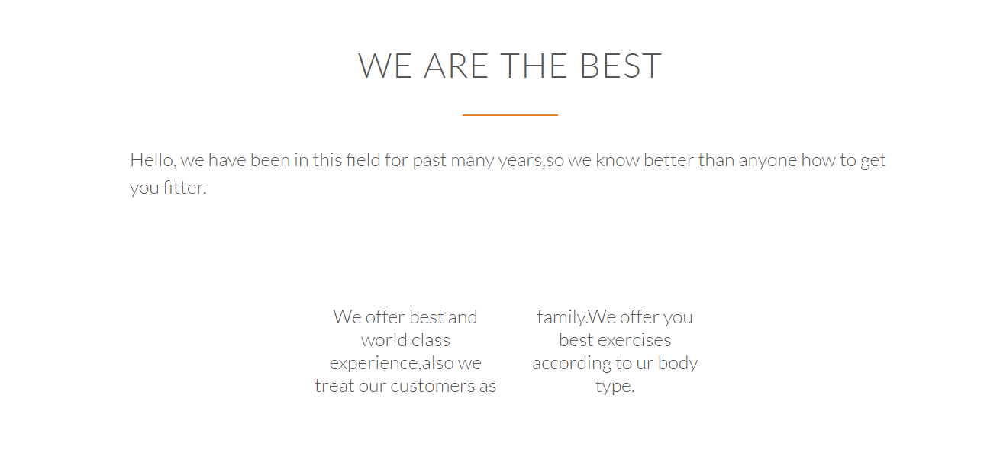 WE ARE THE BEST
Hello, we have been in this field for past many years,so we know better than anyone how to get
you fitter.
We offer best and
world class
experience,also we
treat our customers as
family.We offer you
best exercises
according to ur body
type.